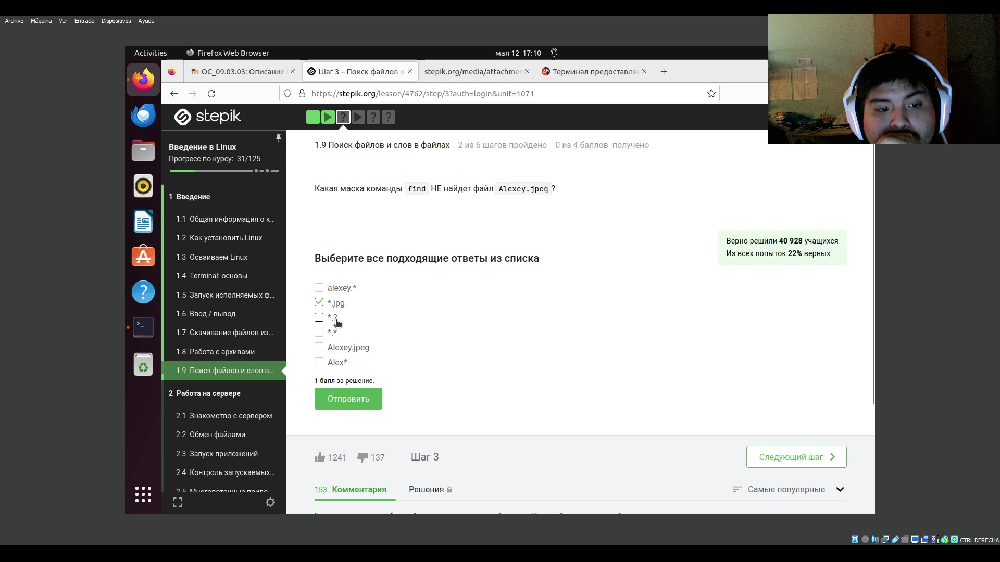 Archivo Máquina Ver Entrada Dispositivos Ayuda
Activities Firefox Web Browser мая 12 17:10
ОС_09.03.03: Описание
Шаг 3 – Поиск файлов и
stepik.org/media/attachmen
Терминал предоставля
https://stepik.org/lesson/4762/step/3?auth=login&unit=1071
stepik
Введение в Linux
Прогресс по курсу: 31/125
1 Введение
1.1 Общая информация о к...
1.2 Как установить Linux
1.3 Осваиваем Linux
1.4 Terminal: основы
1.5 Запуск исполняемых ф...
1.6 Ввод / вывод
1.7 Скачивание файлов из...
1.8 Работа с архивами
1.9 Поиск файлов и слов в...
2 Работа на сервере
2.1 Знакомство с сервером
2.2 Обмен файлами
2.3 Запуск приложений
2.4 Контроль запускаемых...
1.9 Поиск файлов и слов в файлах 2 из 6 шагов пройдено 0 из 4 баллов получено
Какая маска команды find НЕ найдет файл Alexey.jpeg?
Верно решили 40 928 учащихся
Из всех попыток 22% верных
Выберите все подходящие ответы из списка
alexey.*
*.jpg
*.?
*.*
Alexey.jpeg
Alex*
1 балл за решение.
Отправить
1241 137 Шаг 3
Следующий шаг
153 Комментария Решения Самые популярные
CTRL DERECHA